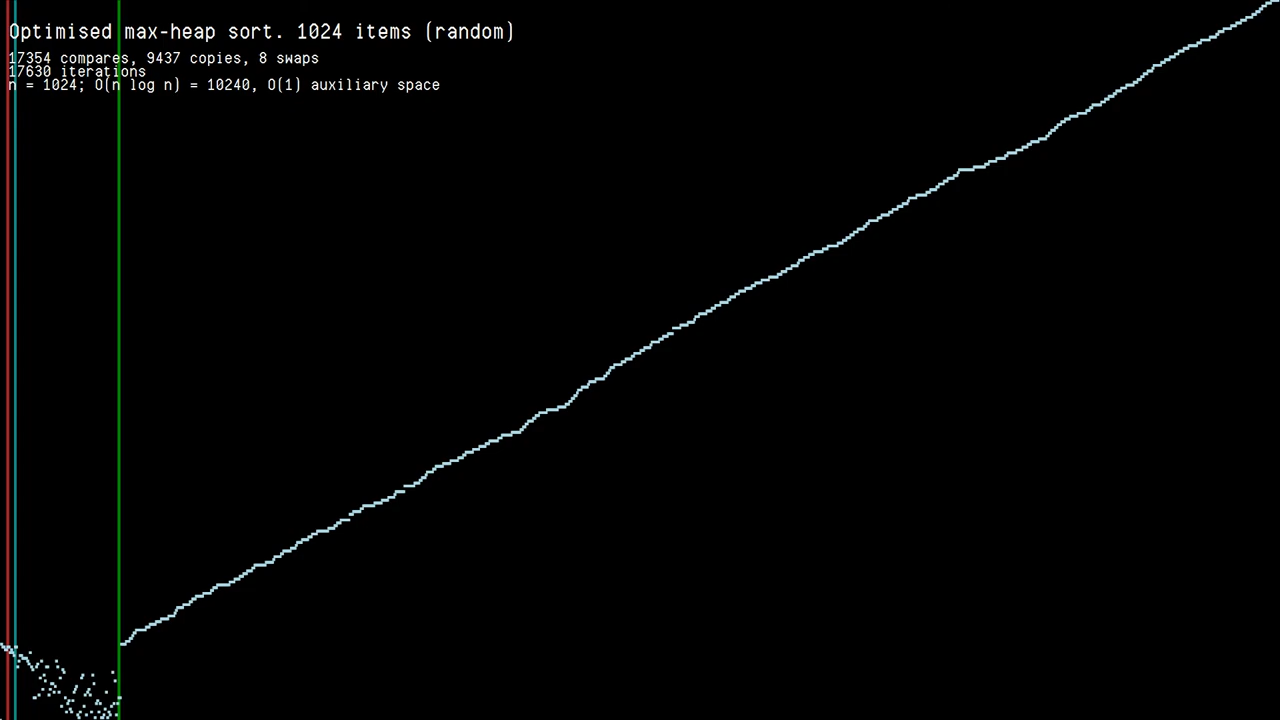 Optimised max-heap sort. 1024 items (random)
17354 compares, 9437 copies, 8 swaps
17630 iterations
n = 1024; O(n log n) = 10240, O(1) auxiliary space